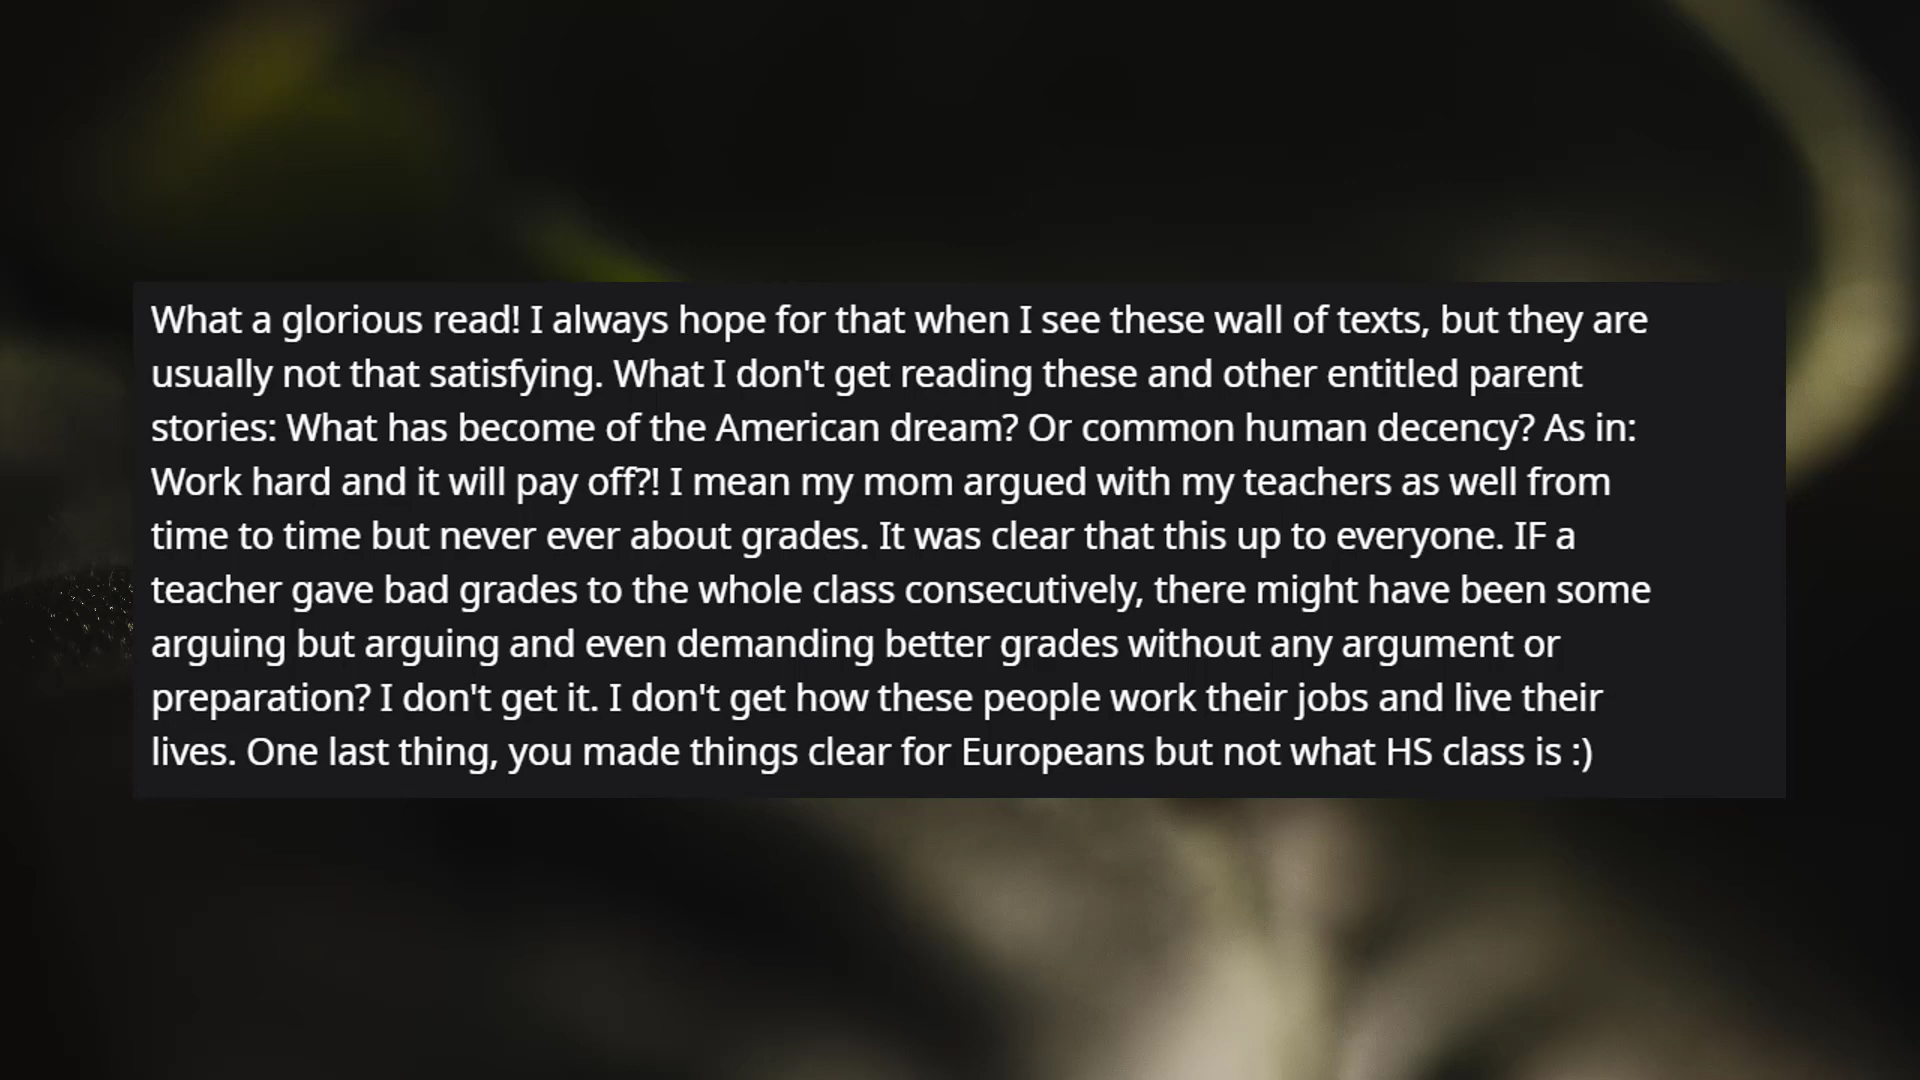 What a glorious read! I always hope for that when I see these wall of texts, but they are
usually not that satisfying. What I don't get reading these and other entitled parent
stories: What has become of the American dream? Or common human decency? As in:
Work hard and it will pay off?! I mean my mom argued with my teachers as well from
time to time but never ever about grades. It was clear that this up to everyone. IF a
teacher gave bad grades to the whole class consecutively, there might have been some
arguing but arguing and even demanding better grades without any argument or
preparation? I don't get it. I don't get how these people work their jobs and live their
lives. One last thing, you made things clear for Europeans but not what HS class is :)